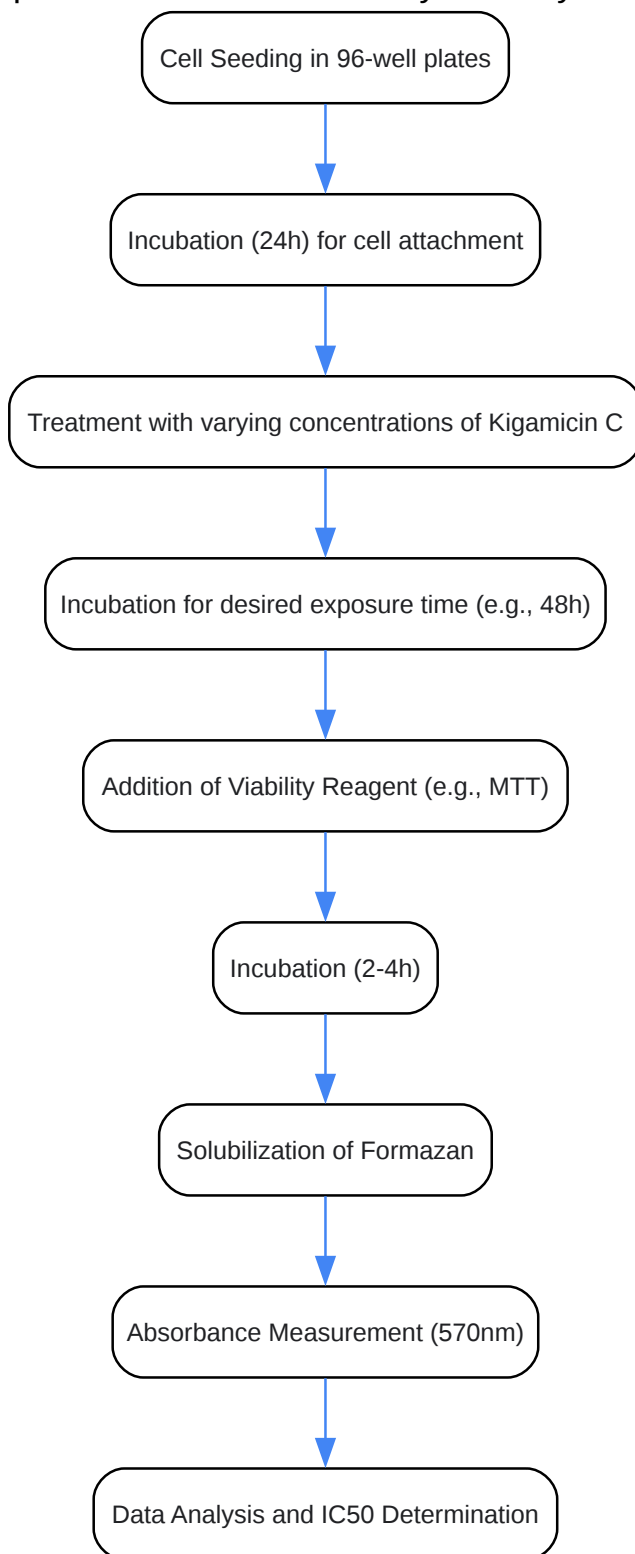 Cell Seeding in 96-well plates
Incubation (24h) for cell attachment
Treatment with varying concentrations of Kigamicin C
Incubation for desired exposure time (e.g., 48h)
Addition of Viability Reagent (e.g., MTT)
Incubation (2-4h)
Solubilization of Formazan
Absorbance Measurement (570nm)
Data Analysis and IC50 Determination